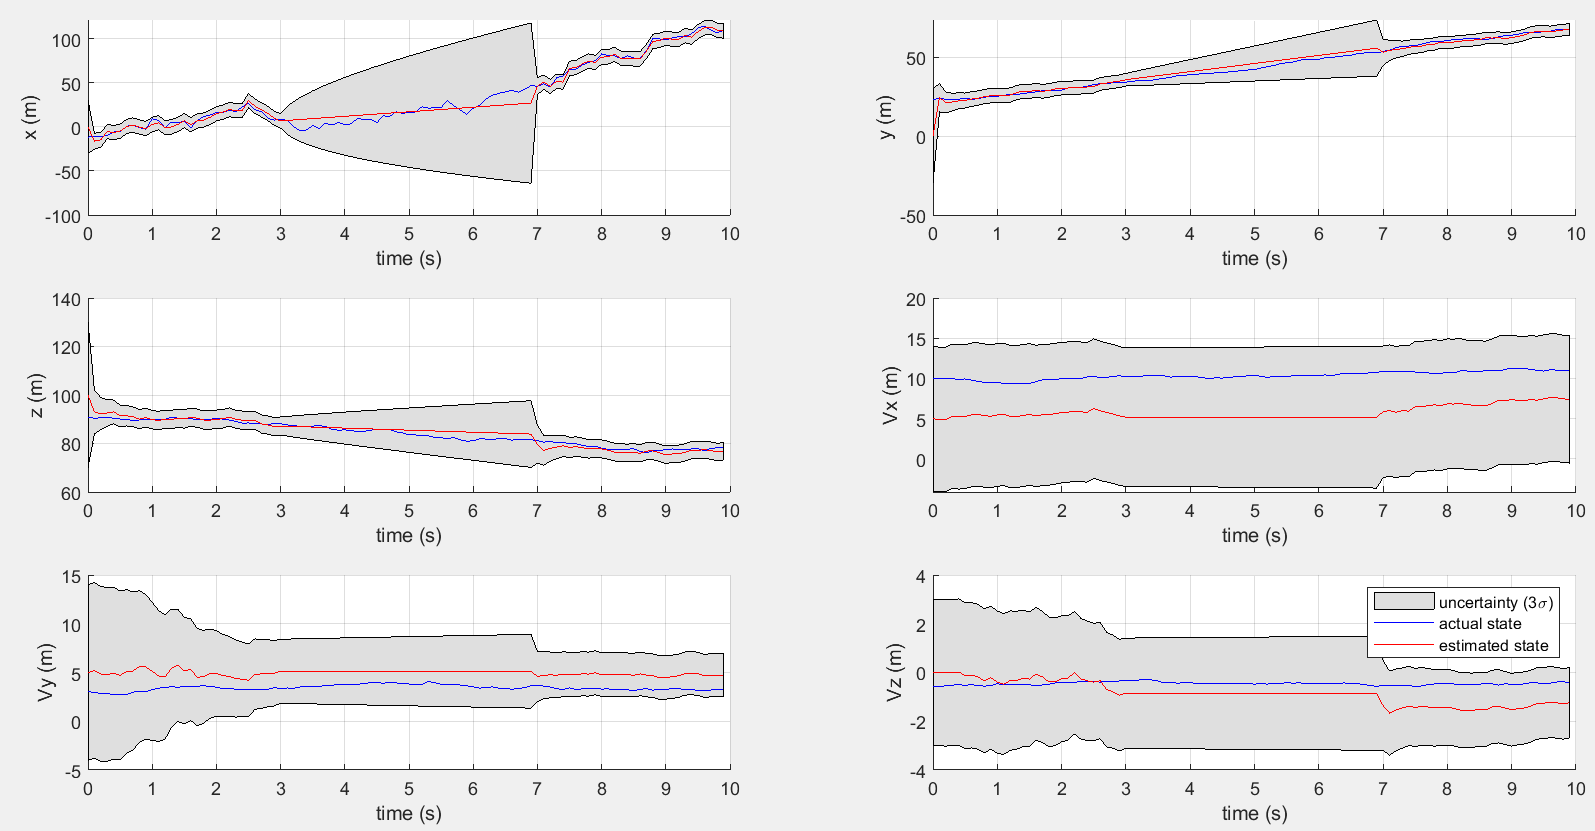 x (m)
100
50
0
-50
-100
0 1 2 3 4 5 6 7 8 9 10
time (s)
y (m)
50
0
-50
0 1 2 3 4 5 6 7 8 9 10
time (s)
z (m)
140
120
100
80
60
0 1 2 3 4 5 6 7 8 9 10
time (s)
Vx (m)
20
15
10
5
0
0 1 2 3 4 5 6 7 8 9 10
time (s)
Vy (m)
15
10
5
0
-5
0 1 2 3 4 5 6 7 8 9 10
time (s)
Vz (m)
4
2
0
-2
-4
0 1 2 3 4 5 6 7 8 9 10
time (s)
uncertainty (3σ)
actual state
estimated state